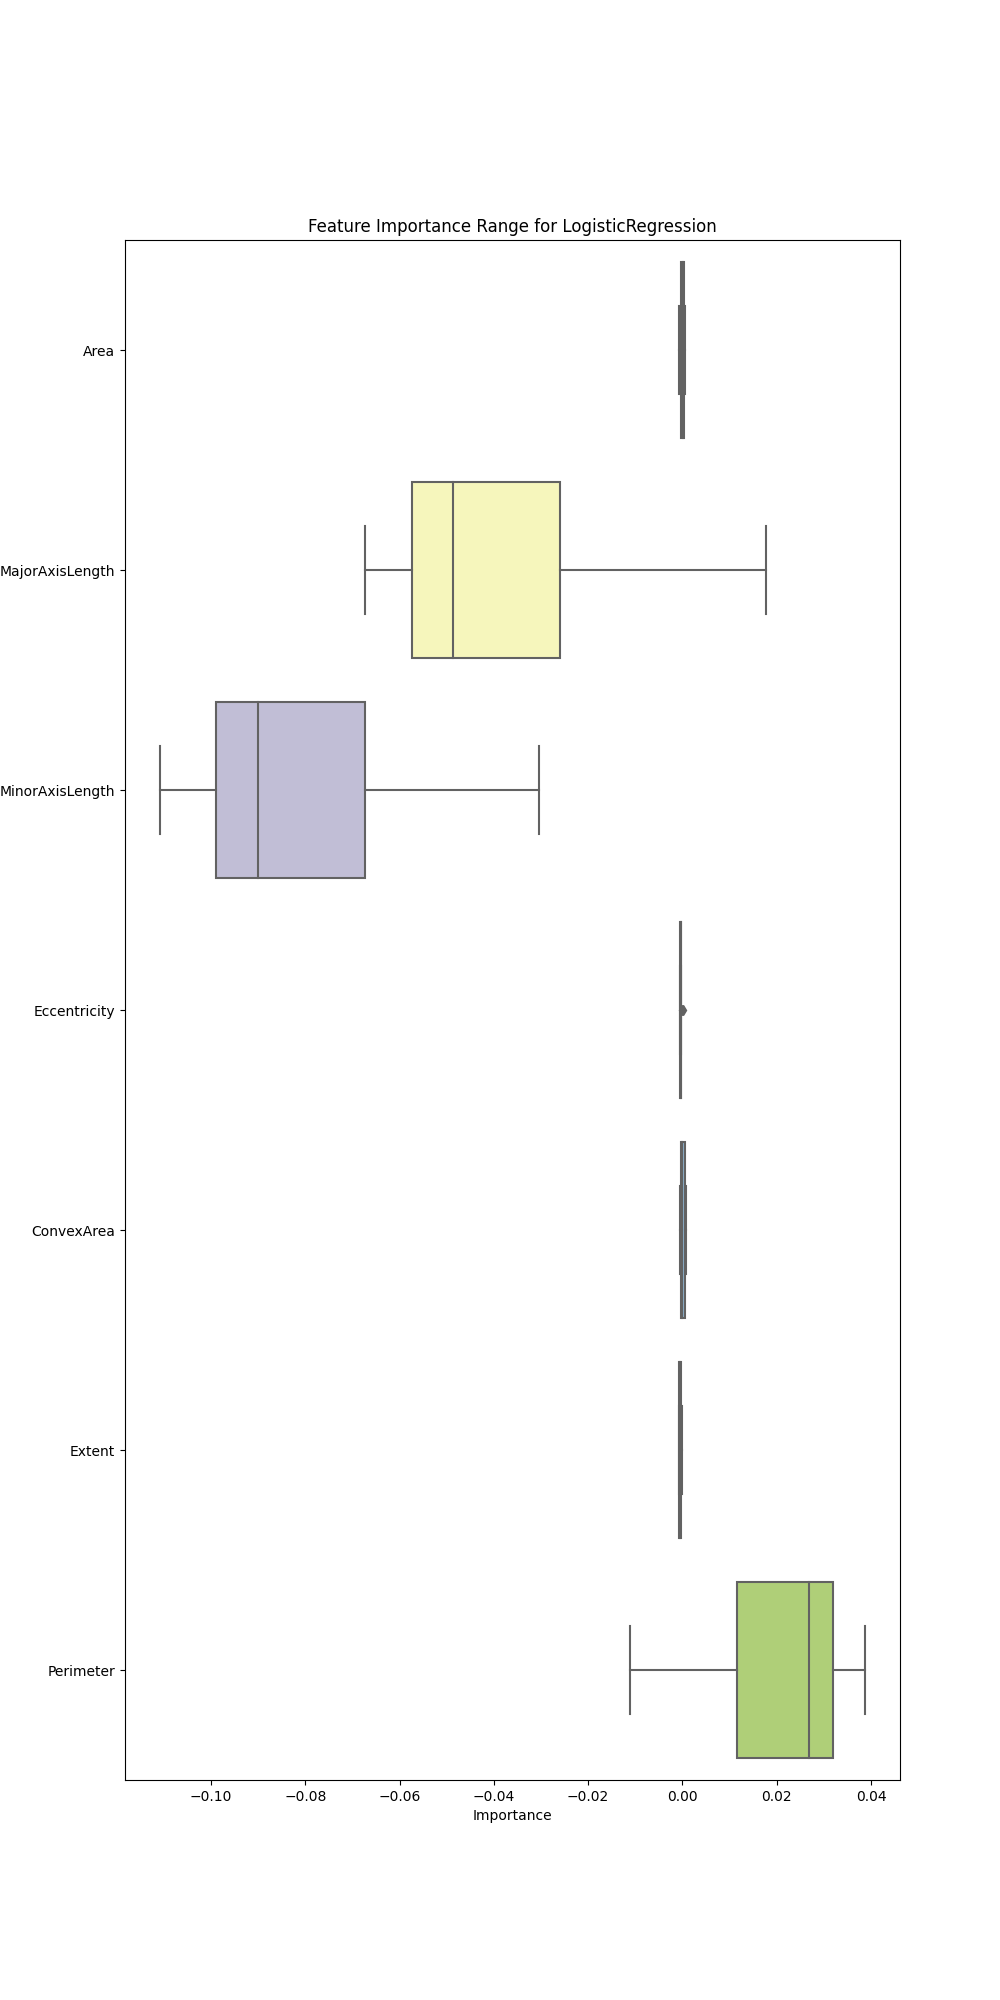 Feature Importance Range for LogisticRegression
Area
MajorAxisLength
MinorAxisLength
Eccentricity
ConvexArea
Extent
Perimeter
−0.10 −0.08 −0.06 −0.04 −0.02 0.00 0.02 0.04
Importance